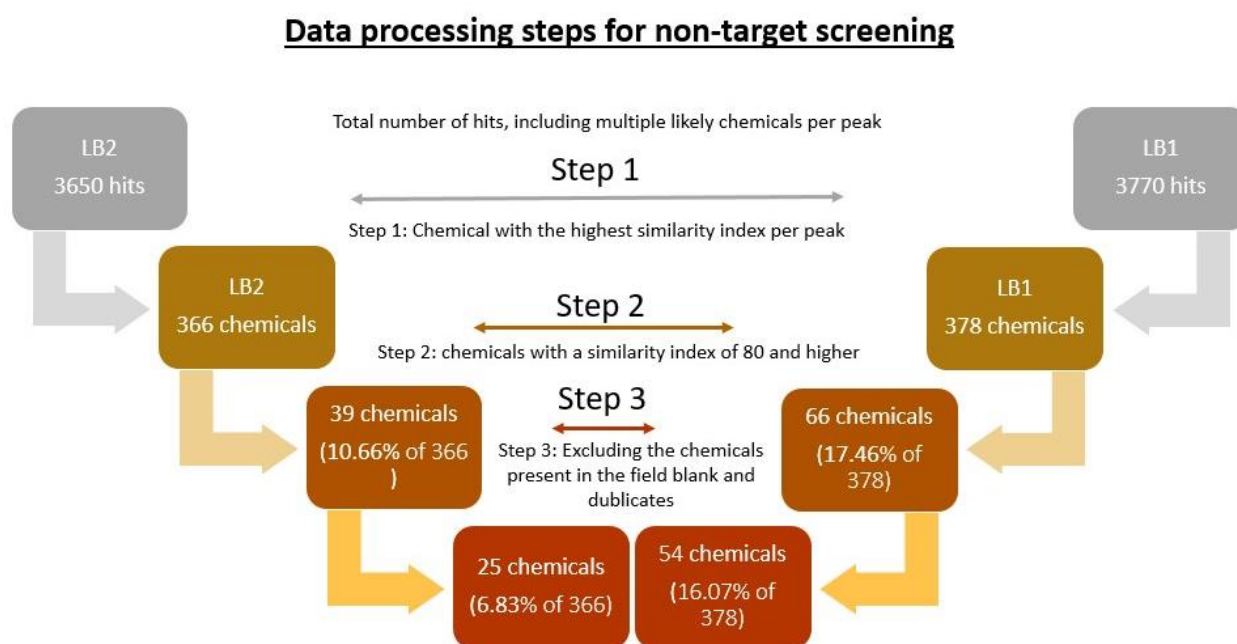 Data processing steps for non-target screening
Total number of hits, including multiple likely chemicals per peak
LB2
3650 hits
Step 1
LB1
3770 hits
Step 1: Chemical with the highest similarity index per peak
LB2
366 chemicals
Step 2
LB1
378 chemicals
Step 2: chemicals with a similarity index of 80 and higher
39 chemicals
(10.66% of 366
)
Step 3
Step 3: Excluding the chemicals
present in the field blank and
dublicates
66 chemicals
(17.46% of
378)
25 chemicals
(6.83% of 366)
54 chemicals
(16.07% of
378)